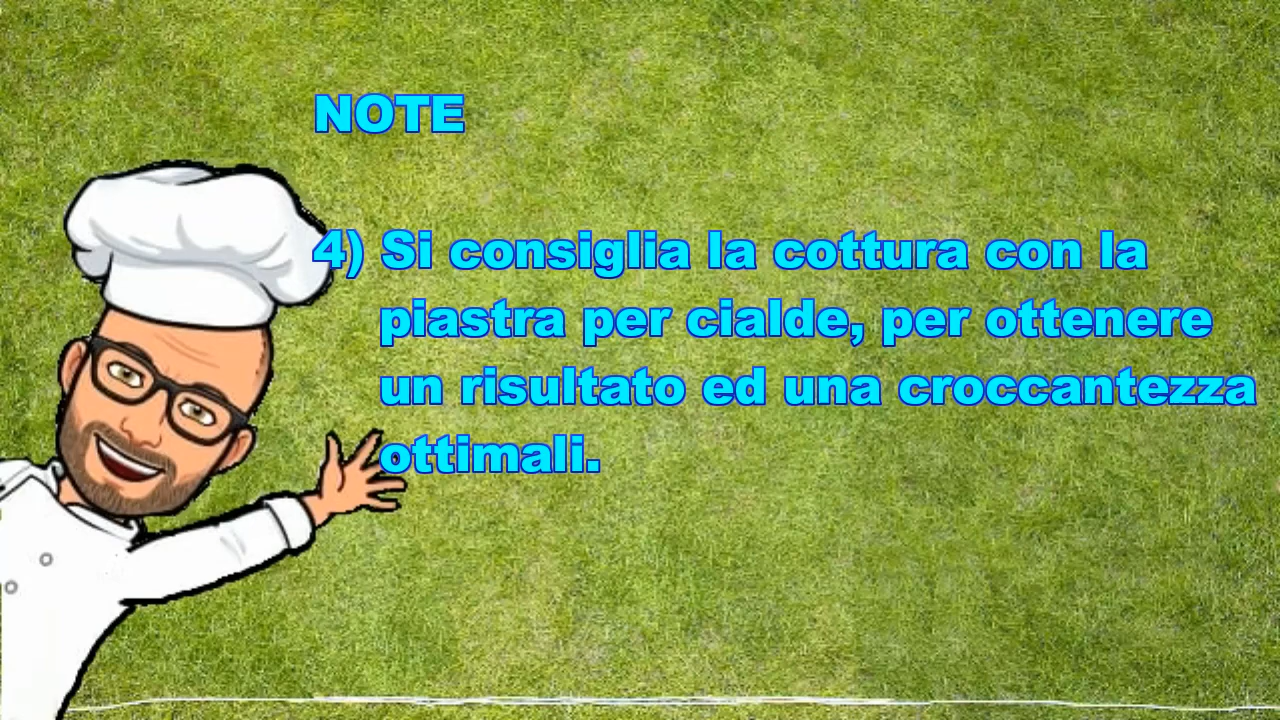 NOTE
4) Si consiglia la cottura con la
piastra per cialde, per ottenere
un risultato ed una croccantezza
ottimali.